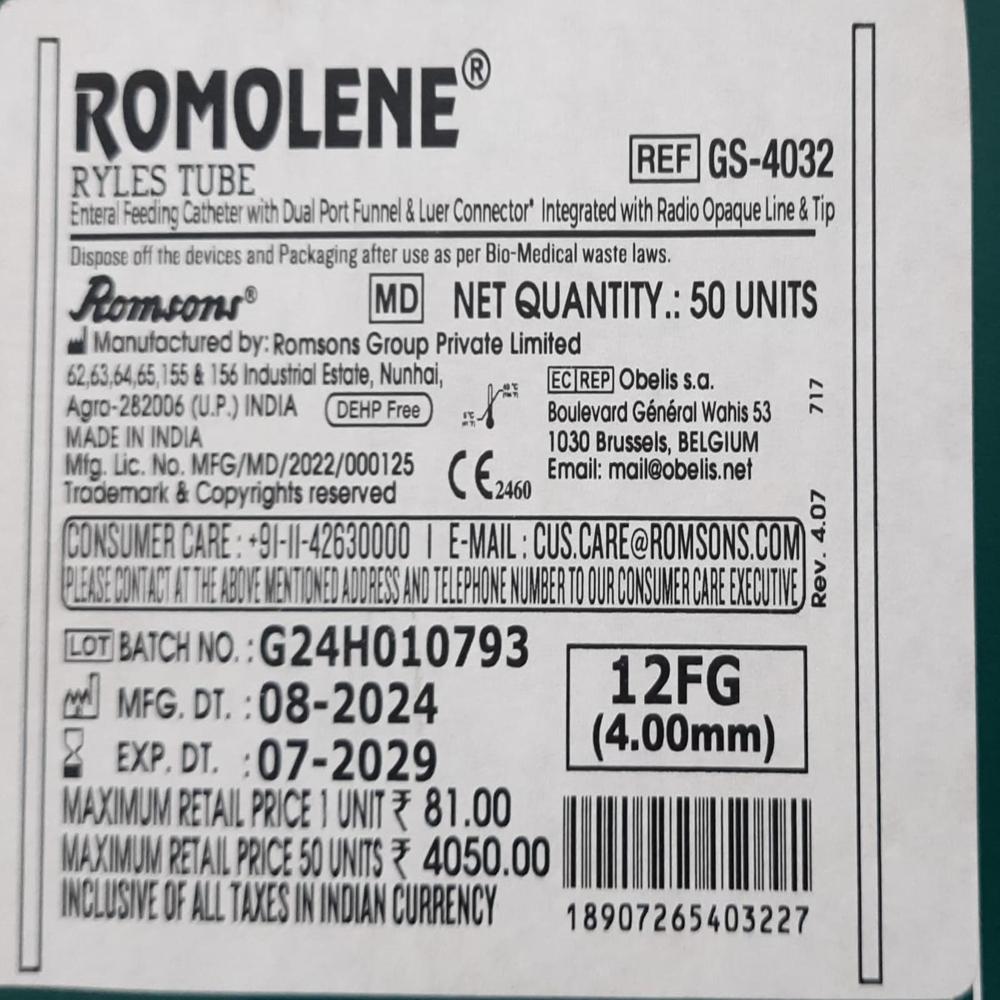 ROMOLENE®
RYLES TUBE
REF GS-4032
Enteral Feeding Catheter with Dual Port Funnel & Luer Connector* Integrated with Radio Opaque Line & Tip
Dispose off the devices and Packaging after use as per Bio-Medical waste laws.
Romsons® MD NET QUANTITY.: 50 UNITS
Manufactured by: Romsons Group Private Limited
62,63,64,65,155 & 156 Industrial Estate, Nunhai,
Agra-282006 (U.P.) INDIA DEHP Free
MADE IN INDIA
Mfg. Lic. No. MFG/MD/2022/000125
Trademark & Copyrights reserved
CE 2460
EC REP Obelis s.a.
Boulevard Général Wahis 53
1030 Brussels, BELGIUM
Email: mail@obelis.net
717
Rev. 4.07
CONSUMER CARE : +91-11-42630000 | E-MAIL : CUS.CARE@ROMSONS.COM
PLEASE CONTACT AT THE ABOVE MENTIONED ADDRESS AND TELEPHONE NUMBER TO OUR CONSUMER CARE EXECUTIVE
LOT BATCH NO. : G24H010793
MFG. DT. : 08-2024
EXP. DT. : 07-2029
12FG
(4.00mm)
MAXIMUM RETAIL PRICE 1 UNIT ₹ 81.00
MAXIMUM RETAIL PRICE 50 UNITS ₹ 4050.00
INCLUSIVE OF ALL TAXES IN INDIAN CURRENCY
18907265403227